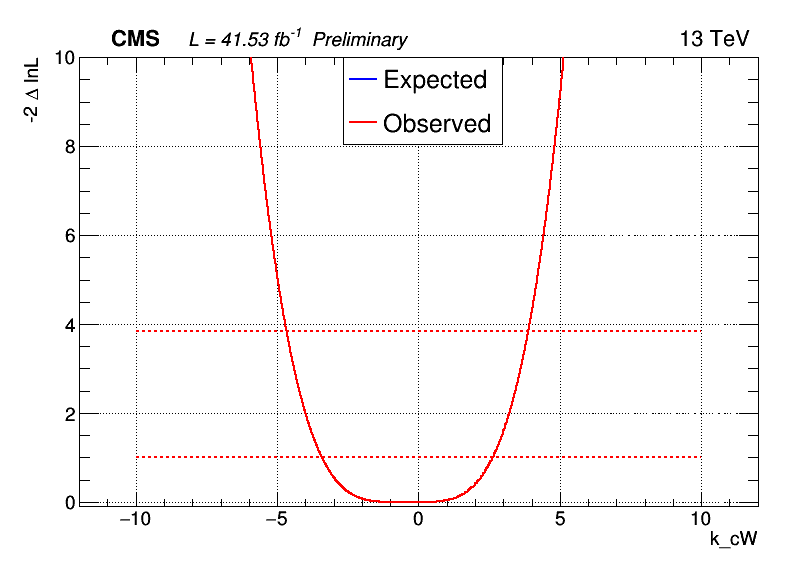 CMS L = 41.53 fb⁻¹ Preliminary 13 TeV
-2 Δ lnL
10
8
6
4
2
0
Expected
Observed
−10 −5 0 5 10
k_cW